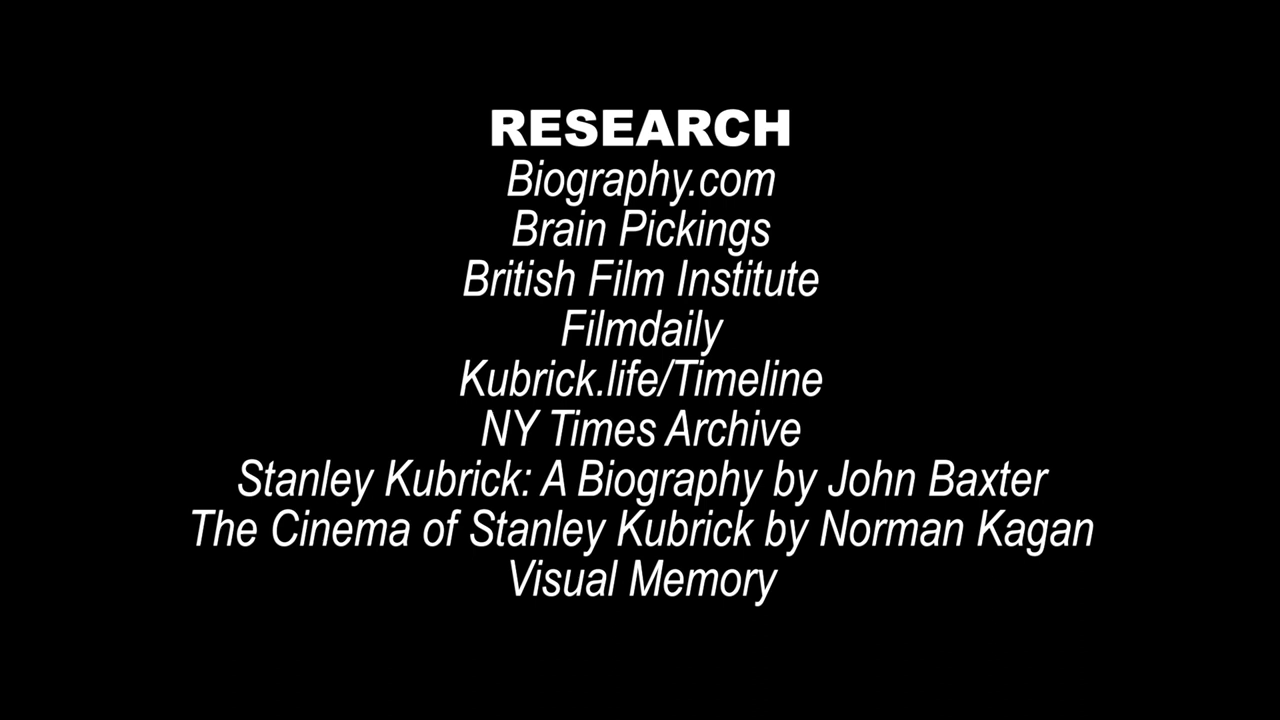 RESEARCH
Biography.com
Brain Pickings
British Film Institute
Filmdaily
Kubrick.life/Timeline
NY Times Archive
Stanley Kubrick: A Biography by John Baxter
The Cinema of Stanley Kubrick by Norman Kagan
Visual Memory